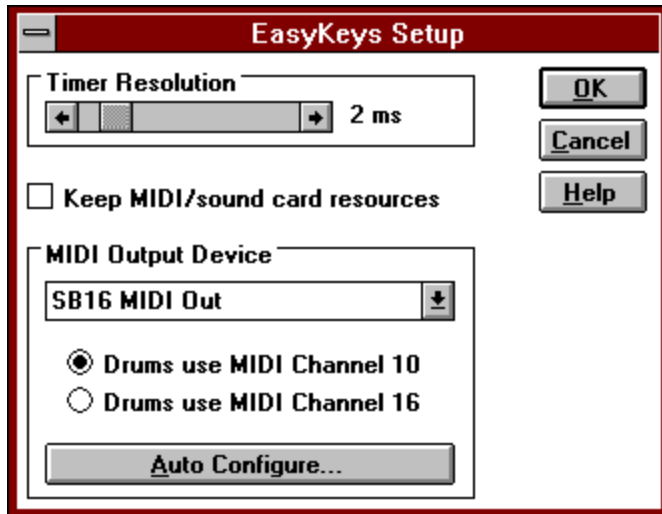 EasyKeys Setup
Timer Resolution
2 ms
OK
Cancel
Keep MIDI/sound card resources
Help
MIDI Output Device
SB16 MIDI Out
Drums use MIDI Channel 10
Drums use MIDI Channel 16
Auto Configure...